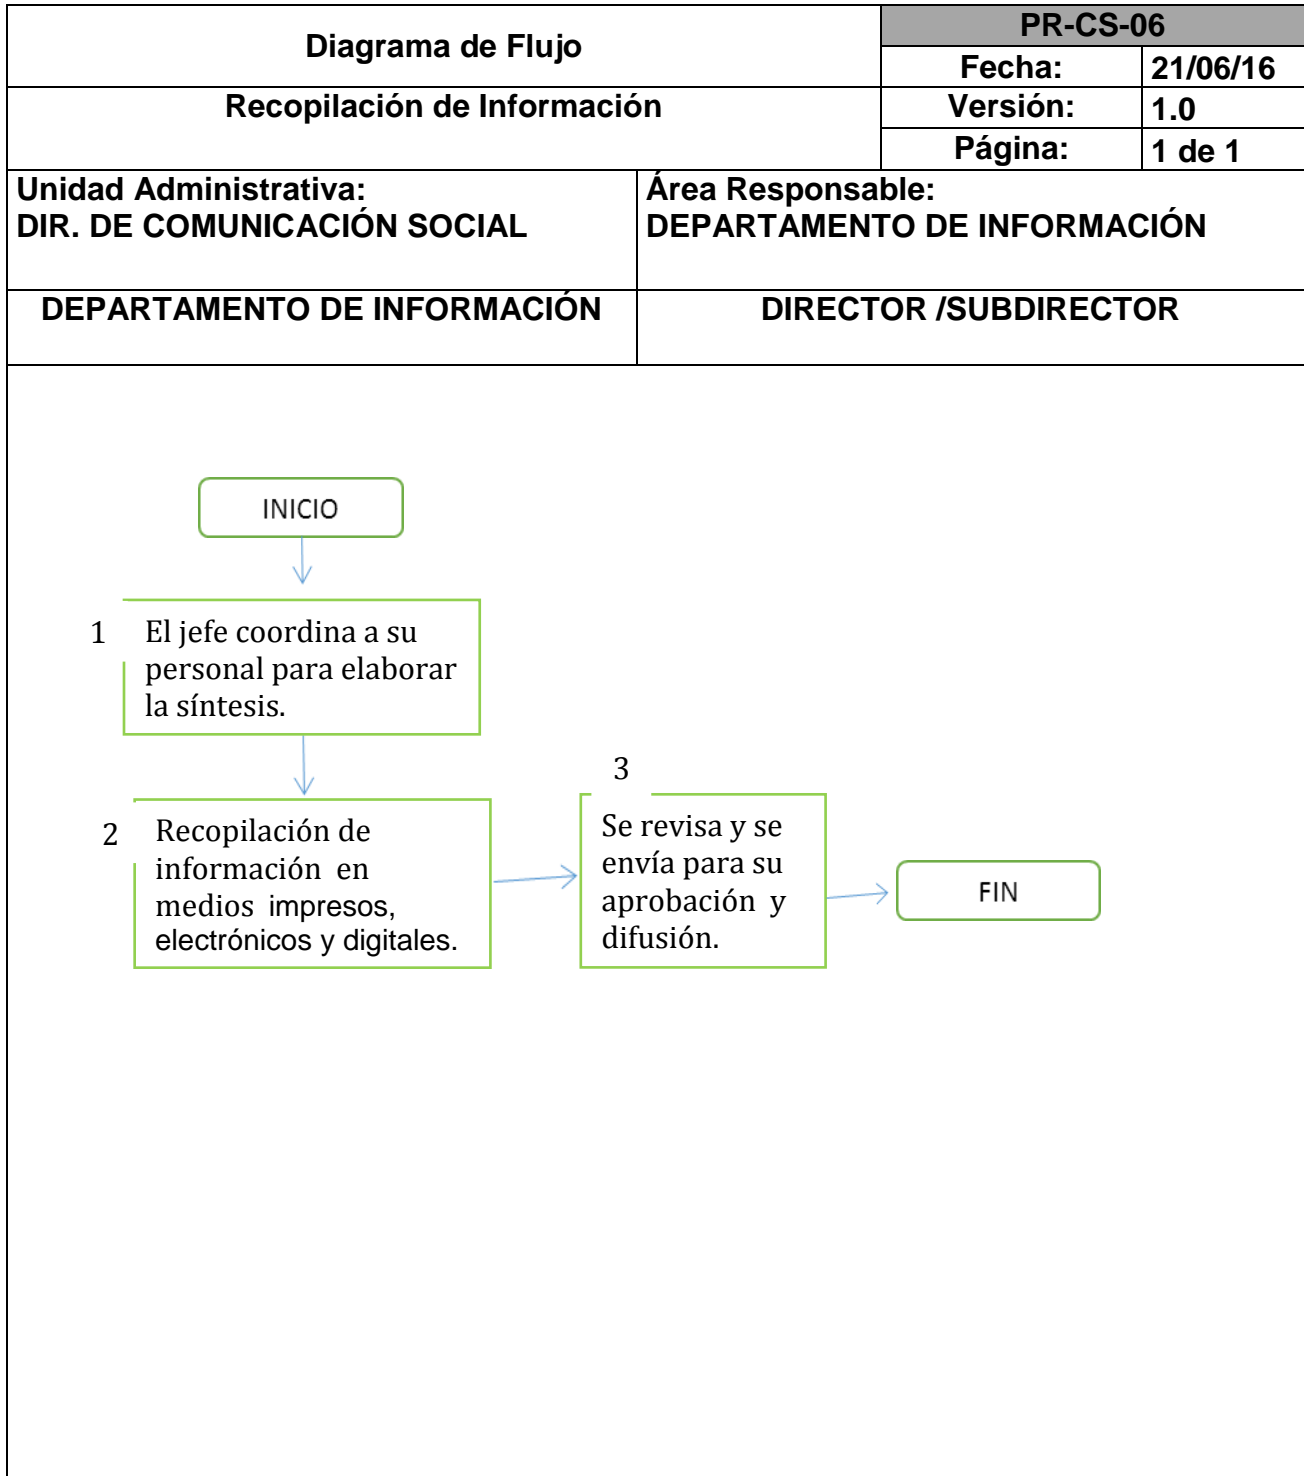 Diagrama de Flujo
PR-CS-06
Fecha: 21/06/16
Recopilación de Información
Versión: 1.0
Página: 1 de 1
Unidad Administrativa:
DIR. DE COMUNICACIÓN SOCIAL
Área Responsable:
DEPARTAMENTO DE INFORMACIÓN
DEPARTAMENTO DE INFORMACIÓN
DIRECTOR /SUBDIRECTOR
INICIO
1
El jefe coordina a su
personal para elaborar
la síntesis.
2
Recopilación de
información en
medios impresos,
electrónicos y digitales.
3
Se revisa y se
envía para su
aprobación y
difusión.
FIN